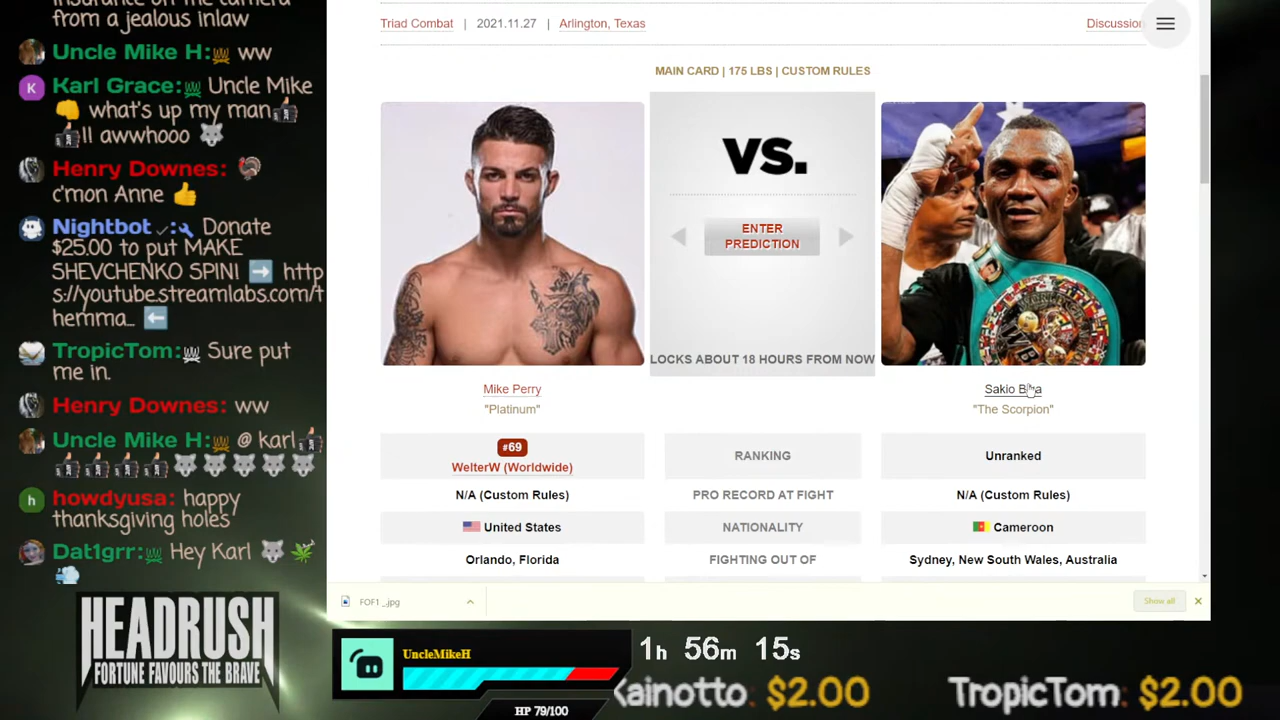 insurance on the camera
from a jealous inlaw
Uncle Mike H: ww
Karl Grace: Uncle Mike
what's up my man
!! awwhooo
Henry Downes:
c'mon Anne
Nightbot : Donate
$25.00 to put MAKE
SHEVCHENKO SPIN! http
s://youtube.streamlabs.com/t
hemma...
TropicTom: Sure put
me in.
Henry Downes: ww
Uncle Mike H: @ karl
howdyusa: happy
thanksgiving holes
Dat1grr: Hey Karl
HEADRUSH
FORTUNE FAVOURS THE BRAVE
Triad Combat | 2021.11.27 | Arlington, Texas
Discussion
MAIN CARD | 175 LBS | CUSTOM RULES
VS.
ENTER
PREDICTION
LOCKS ABOUT 18 HOURS FROM NOW
Mike Perry
"Platinum"
Sakio Bika
"The Scorpion"
#69
WelterW (Worldwide)
RANKING
Unranked
N/A (Custom Rules)
PRO RECORD AT FIGHT
N/A (Custom Rules)
United States
NATIONALITY
Cameroon
Orlando, Florida
FIGHTING OUT OF
Sydney, New South Wales, Australia
FOF1_.jpg
Show all
UncleMikeH
HP 79/100
1h 56m 15s
Kainotto: $2.00
TropicTom: $2.00